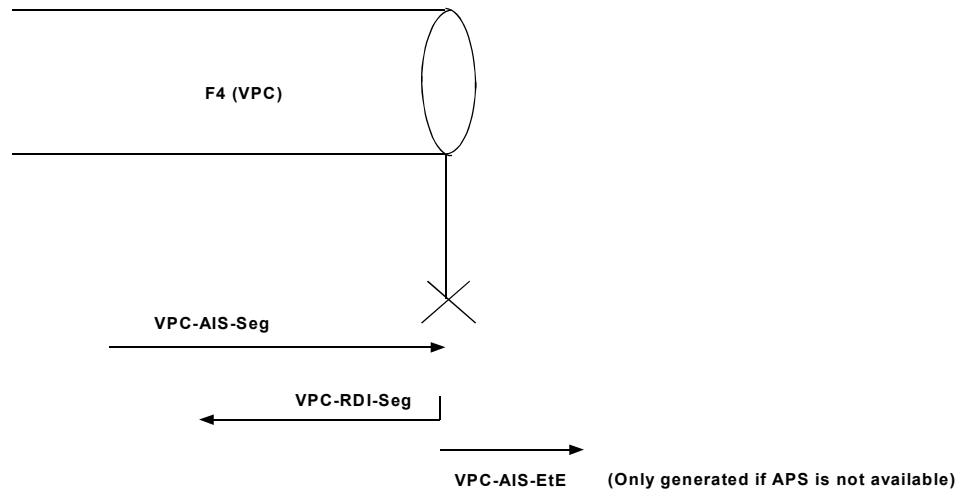 F4 (VPC)
VPC-AIS-Seg
VPC-RDI-Seg
VPC-AIS-EtE (Only generated if APS is not available)